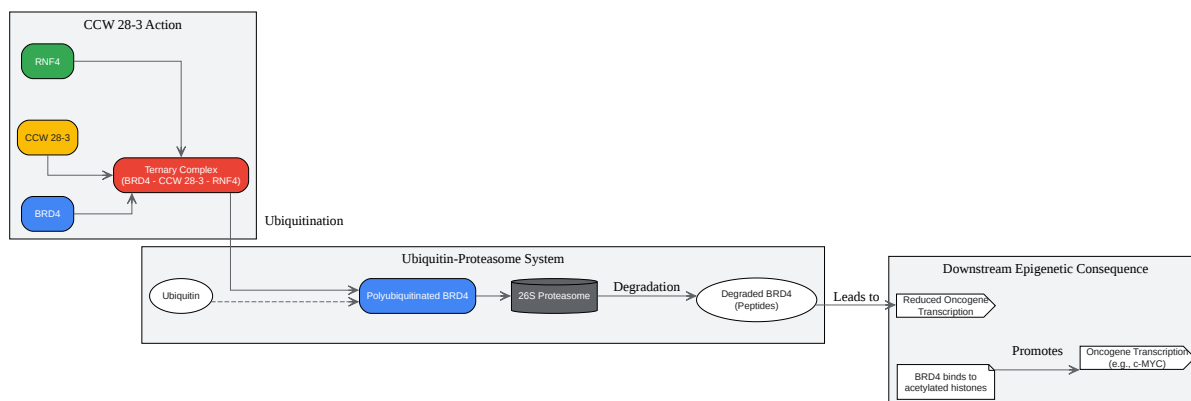 CCW 28-3 Action
RNF4
CCW 28-3
Ternary Complex
(BRD4 - CCW 28-3 - RNF4)
BRD4
Ubiquitination
Ubiquitin-Proteasome System
Ubiquitin
Polyubiquitinated BRD4
26S Proteasome
Degradation
Degraded BRD4
(Peptides)
Leads to
Downstream Epigenetic Consequence
Reduced Oncogene
Transcription
BRD4 binds to
acetylated histones
Promotes
Oncogene Transcription
(e.g., c-MYC)